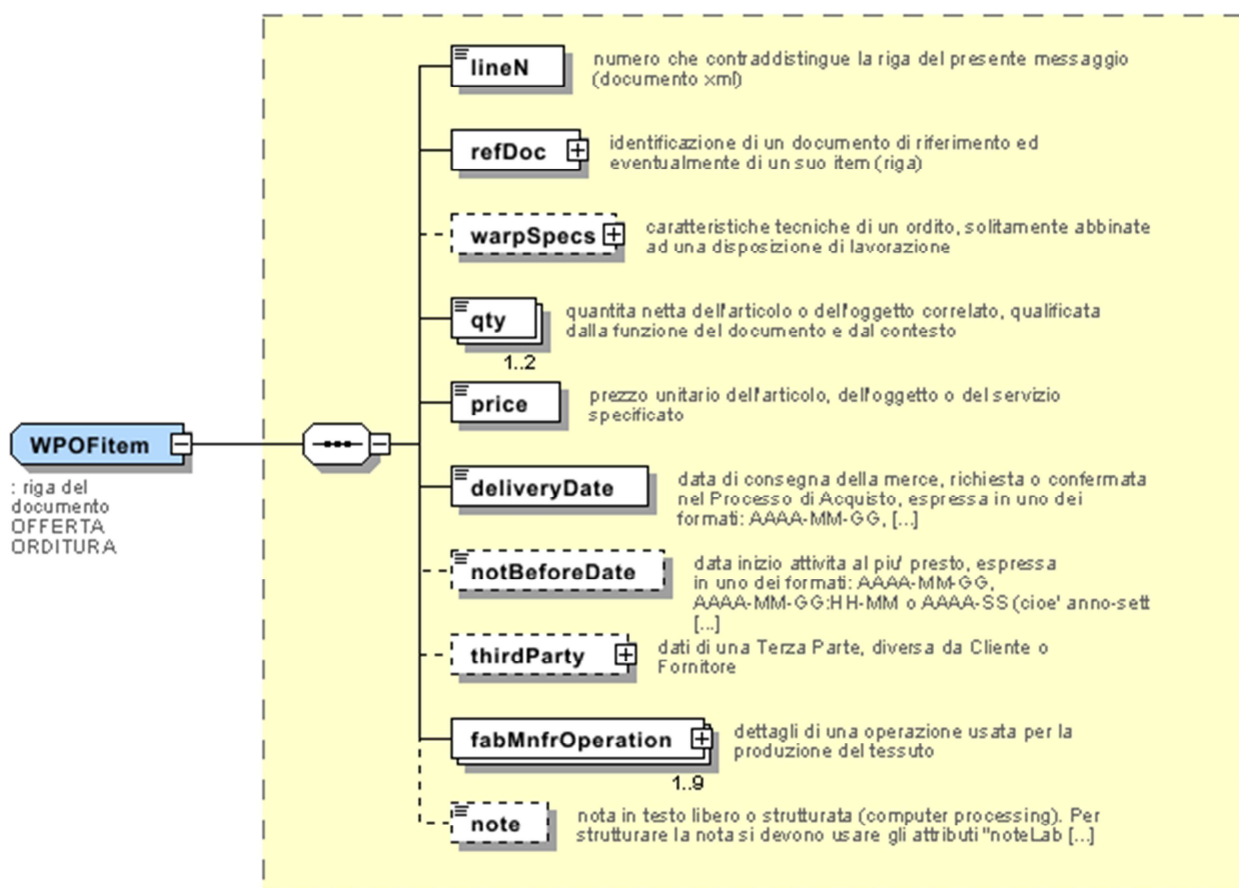 lineN
numero che contraddistingue la riga del presente messaggio
(documento xml)
refDoc
identificazione di un documento di riferimento ed
eventualmente di un suo item (riga)
warpSpecs
caratteristiche tecniche di un ordito, solitamente abbinate
ad una disposizione di lavorazione
qty
quantita netta dell'articolo o dell'oggetto correlato, qualificata
dalla funzione del documento e dal contesto
1..2
price
prezzo unitario dell'articolo, dell'oggetto o del servizio
specificato
WPOFitem
: riga del
documento
OFFERTA
ORDITURA
deliveryDate
data di consegna della merce, richiesta o confermata
nel Processo di Acquisto, espressa in uno dei
formati: AAAA-MM-GG, [...]
notBeforeDate
data inizio attivita al piu' presto, espressa
in uno dei formati: AAAA-MM-GG,
AAAA-MM-GG:HH-MM o AAAA-SS (cioe' anno-sett
[...]
thirdParty
dati di una Terza Parte, diversa da Cliente o
Fornitore
fabMnfrOperation
dettagli di una operazione usata per la
produzione del tessuto
1..9
note
nota in testo libero o strutturata (computer processing). Per
strutturare la nota si devono usare gli attributi "noteLab [...]